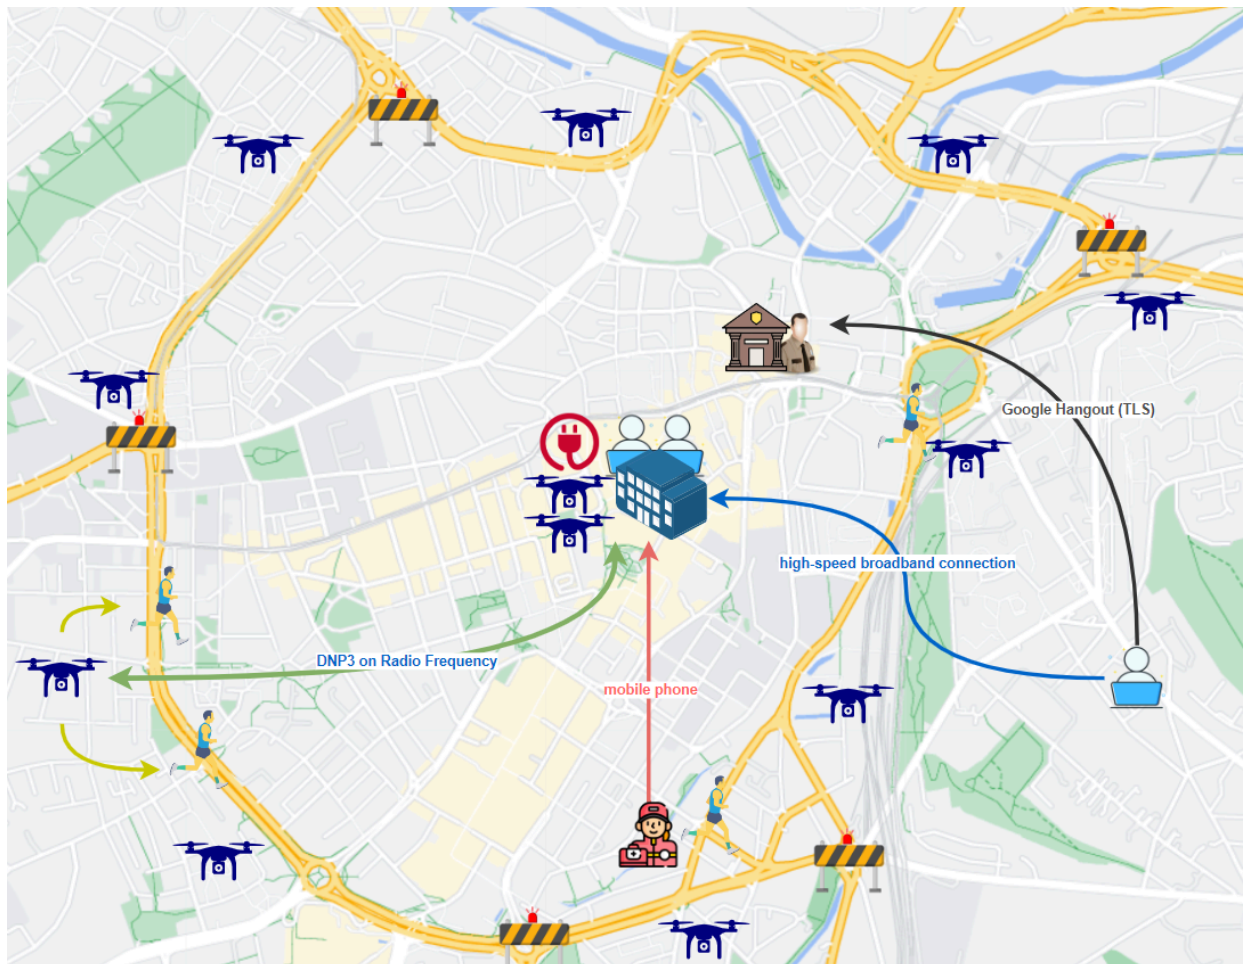 Google Hangout (TLS)
high-speed broadband connection
DNP3 on Radio Frequency
mobile phone